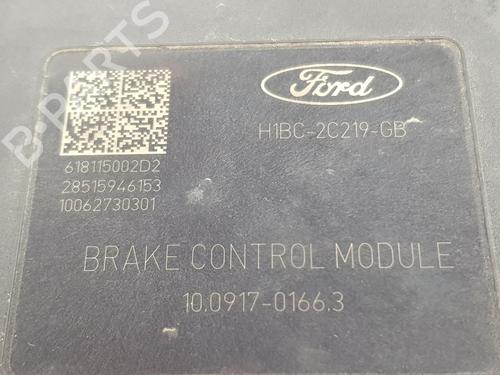 Ford
H1BC-2C219-GB
618115002D2
28515946153
10062730301
BRAKE CONTROL MODULE
10.0917-0166.3
B-PARTS